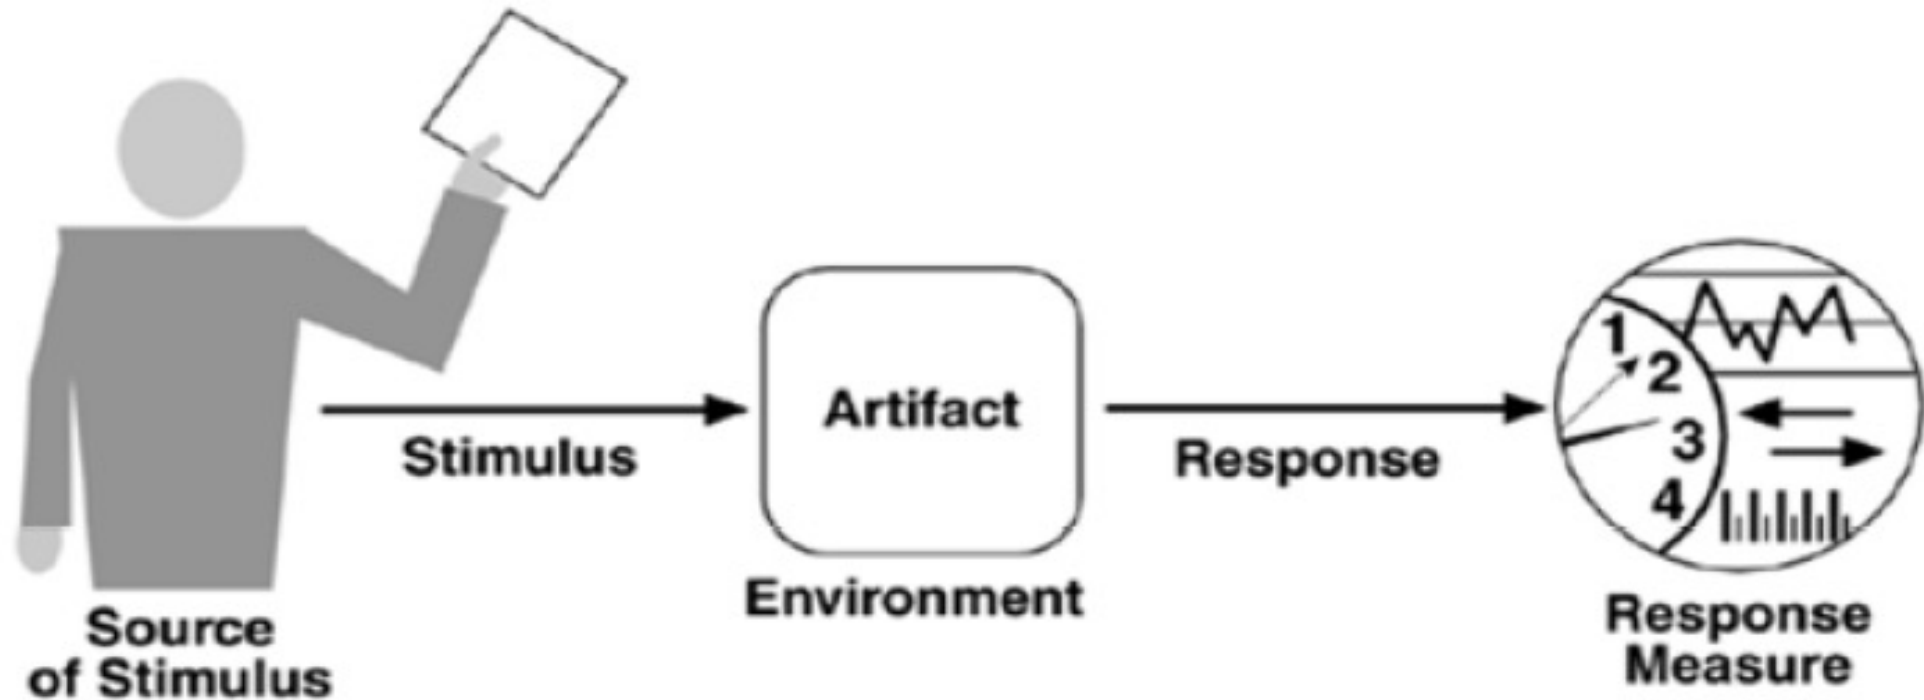 Source
of Stimulus
Stimulus
Artifact
Environment
Response
1
2
3
4
Response
Measure